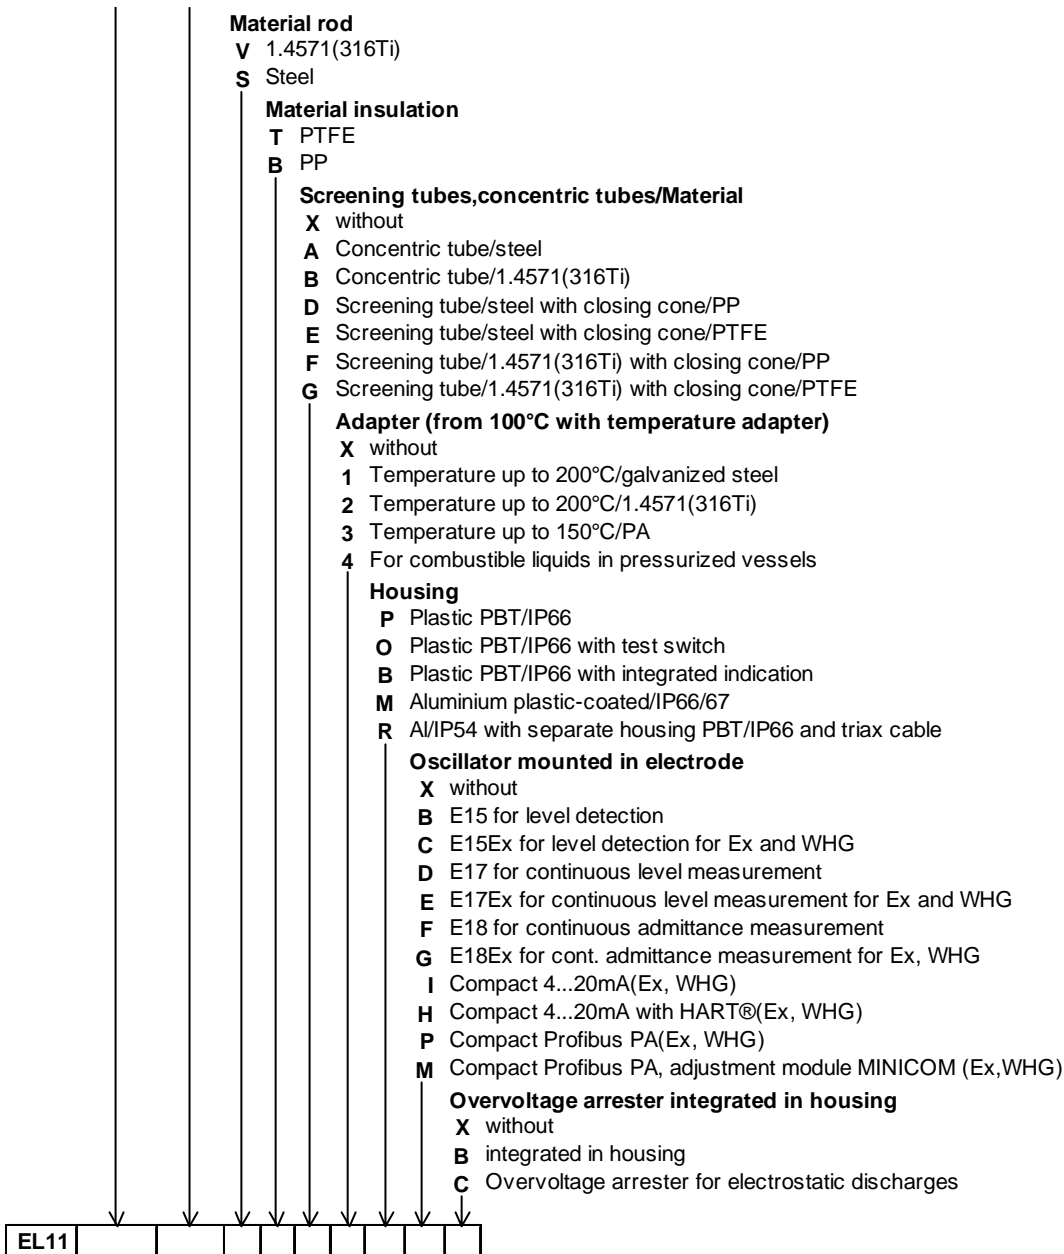 Material rod
V 1.4571(316Ti)
S Steel
Material insulation
T PTFE
B PP
Screening tubes,concentric tubes/Material
X without
A Concentric tube/steel
B Concentric tube/1.4571(316Ti)
D Screening tube/steel with closing cone/PP
E Screening tube/steel with closing cone/PTFE
F Screening tube/1.4571(316Ti) with closing cone/PP
G Screening tube/1.4571(316Ti) with closing cone/PTFE
Adapter (from 100°C with temperature adapter)
X without
1 Temperature up to 200°C/galvanized steel
2 Temperature up to 200°C/1.4571(316Ti)
3 Temperature up to 150°C/PA
4 For combustible liquids in pressurized vessels
Housing
P Plastic PBT/IP66
O Plastic PBT/IP66 with test switch
B Plastic PBT/IP66 with integrated indication
M Aluminium plastic-coated/IP66/67
R Al/IP54 with separate housing PBT/IP66 and triax cable
Oscillator mounted in electrode
X without
B E15 for level detection
C E15Ex for level detection for Ex and WHG
D E17 for continuous level measurement
E E17Ex for continuous level measurement for Ex and WHG
F E18 for continuous admittance measurement
G E18Ex for cont. admittance measurement for Ex, WHG
I Compact 4...20mA(Ex, WHG)
H Compact 4...20mA with HART®(Ex, WHG)
P Compact Profibus PA(Ex, WHG)
M Compact Profibus PA, adjustment module MINICOM (Ex,WHG)
Overvoltage arrester integrated in housing
X without
B integrated in housing
C Overvoltage arrester for electrostatic discharges
EL11